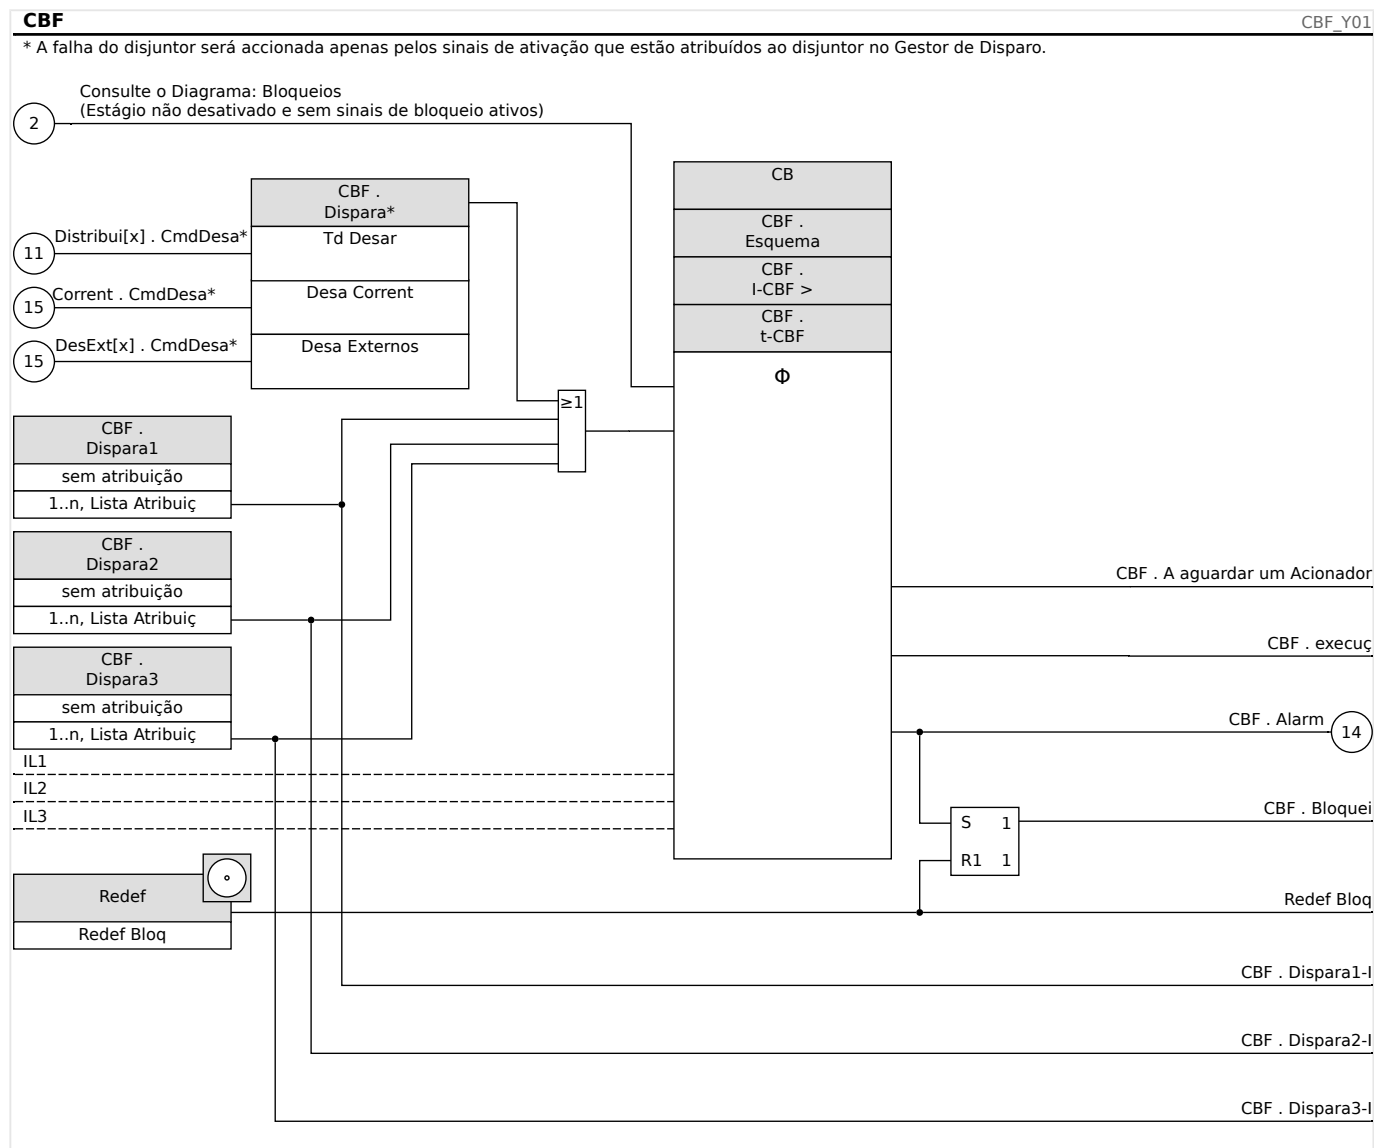 CBF
CBF_Y01
* A falha do disjuntor será accionada apenas pelos sinais de ativação que estão atribuídos ao disjuntor no Gestor de Disparo.
Consulte o Diagrama: Bloqueios
(Estágio não desativado e sem sinais de bloqueio ativos)
2
CBF .
Dispara*
Td Desar
Desa Corrent
Desa Externos
11
Distribui[x] . CmdDesa*
15
Corrent . CmdDesa*
15
DesExt[x] . CmdDesa*
CB
CBF .
Esquema
CBF .
I-CBF >
CBF .
t-CBF
Φ
≥1
CBF .
Dispara1
sem atribuição
1..n, Lista Atribuiç
CBF .
Dispara2
sem atribuição
1..n, Lista Atribuiç
CBF .
Dispara3
sem atribuição
1..n, Lista Atribuiç
IL1
IL2
IL3
CBF . A aguardar um Acionador
CBF . execuç
CBF . Alarm
14
S 1
R1 1
CBF . Bloquei
Redef
Redef Bloq
Redef Bloq
CBF . Dispara1-I
CBF . Dispara2-I
CBF . Dispara3-I